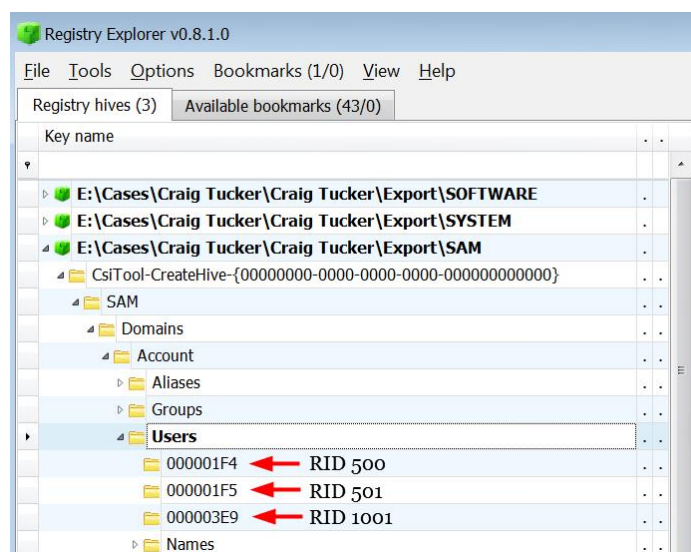 Registry Explorer v0.8.1.0
File Tools Options Bookmarks (1/0) View Help
Registry hives (3) Available bookmarks (43/0)
Key name . .
E:\Cases\Craig Tucker\Craig Tucker\Export\SOFTWARE .
E:\Cases\Craig Tucker\Craig Tucker\Export\SYSTEM .
E:\Cases\Craig Tucker\Craig Tucker\Export\SAM .
CsiTool-CreateHive-{00000000-0000-0000-0000-000000000000} . .
SAM . .
Domains . .
Account . .
Aliases . .
Groups . .
Users . .
000001F4 RID 500 . .
000001F5 RID 501 . .
000003E9 RID 1001 . .
Names . .